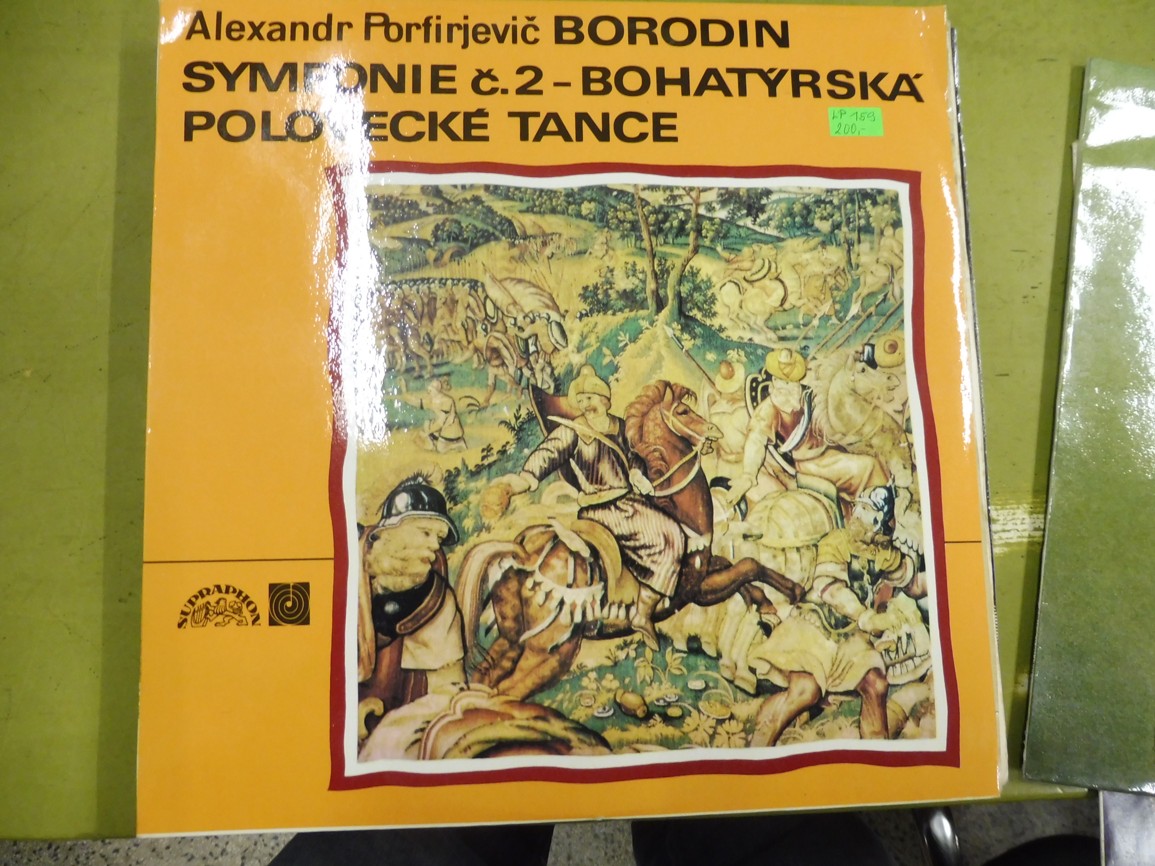 Alexandr Porfirjevič BORODIN
SYMFONIE č.2 – BOHATÝRSKÁ
POLOVECKÉ TANCE
LP 159
200,-
SUPRAPHON